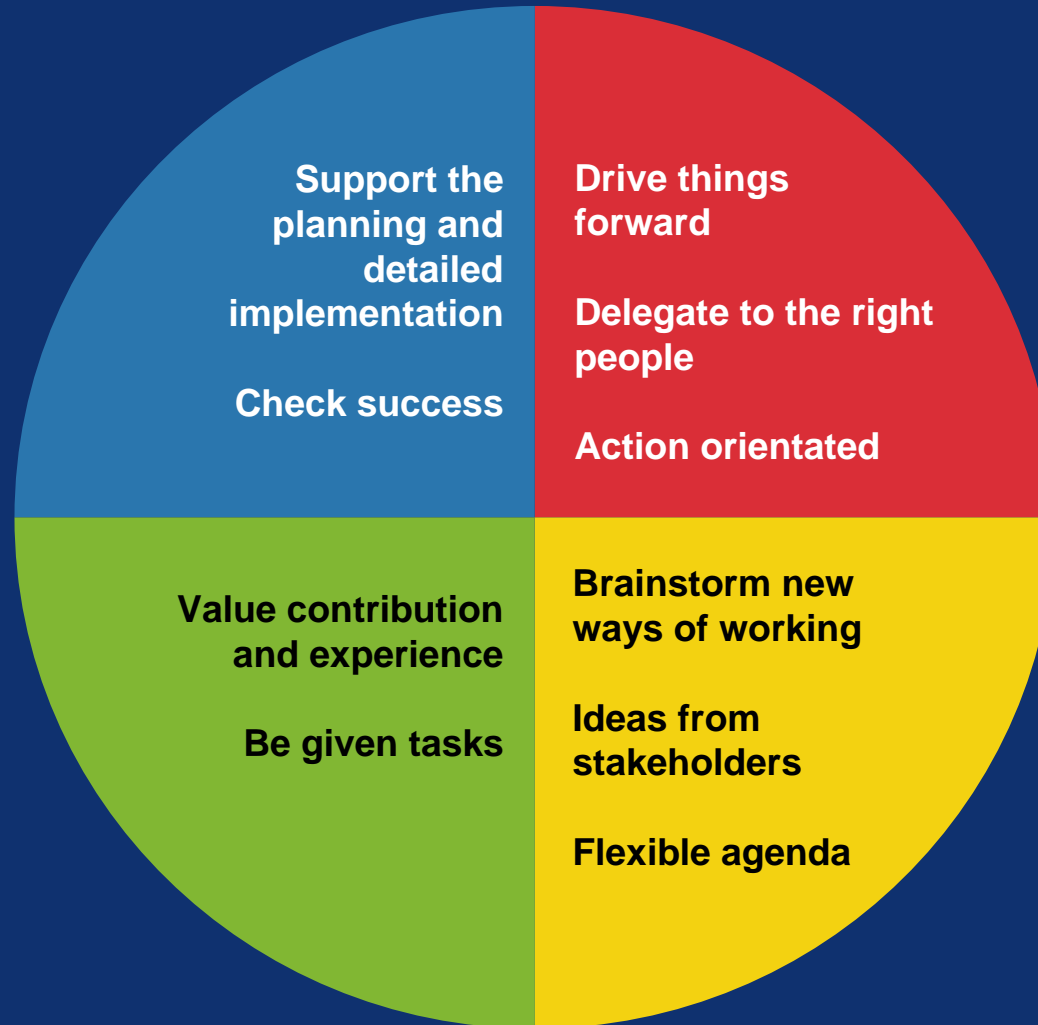 Support the
planning and
detailed
implementation
Check success
Drive things
forward
Delegate to the right
people
Action orientated
Value contribution
and experience
Be given tasks
Brainstorm new
ways of working
Ideas from
stakeholders
Flexible agenda